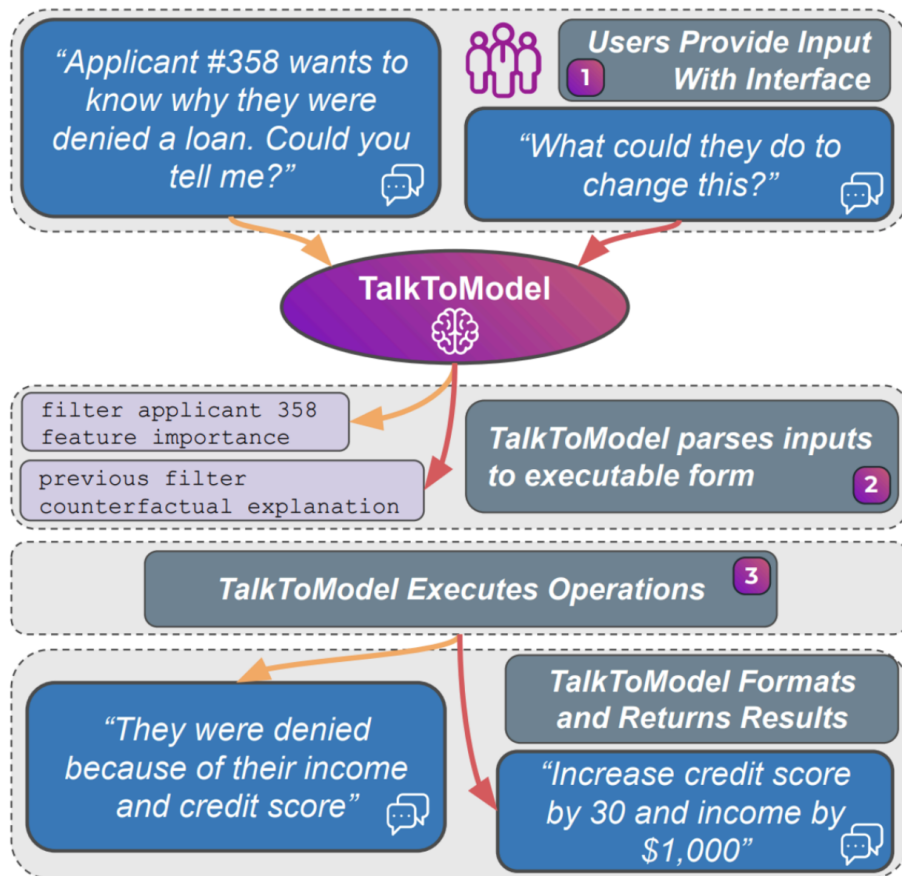 “Applicant #358 wants to
know why they were
denied a loan. Could you
tell me?”
Users Provide Input
With Interface
1
“What could they do to
change this?”
TalkToModel
filter applicant 358
feature importance
previous filter
counterfactual explanation
TalkToModel parses inputs
to executable form
2
TalkToModel Executes Operations
3
“They were denied
because of their income
and credit score”
TalkToModel Formats
and Returns Results
“Increase credit score
by 30 and income by
$1,000”